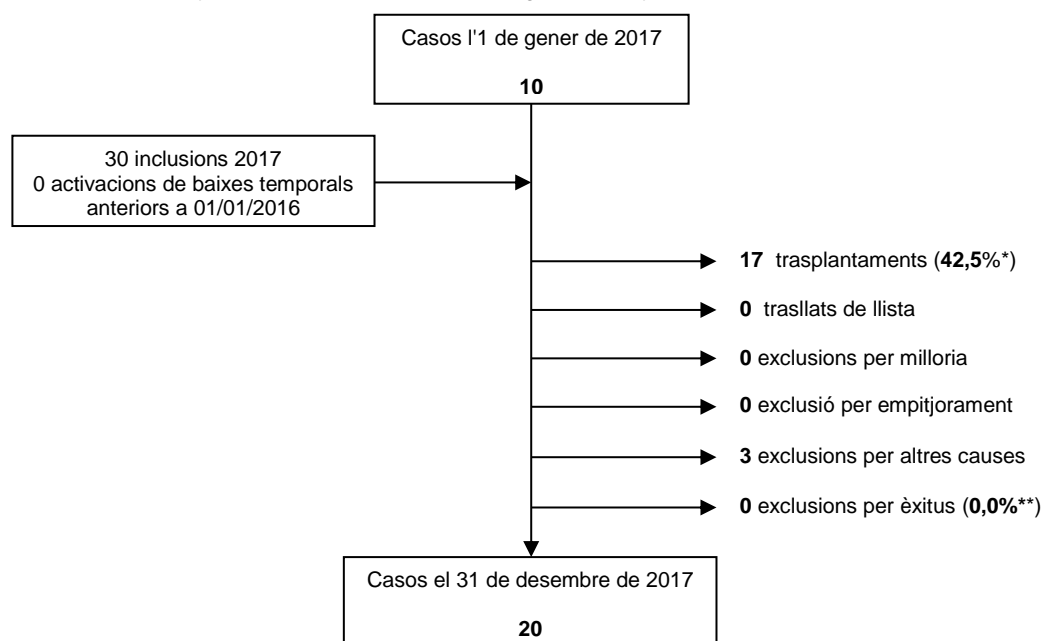 Casos l'1 de gener de 2017
10
30 inclusions 2017
0 activacions de baixes temporals
anteriors a 01/01/2016
17 trasplantaments (42,5%*)
0 trasllats de llista
0 exclusions per milloria
0 exclusió per empitjorament
3 exclusions per altres causes
0 exclusions per èxitus (0,0%**)
Casos el 31 de desembre de 2017
20